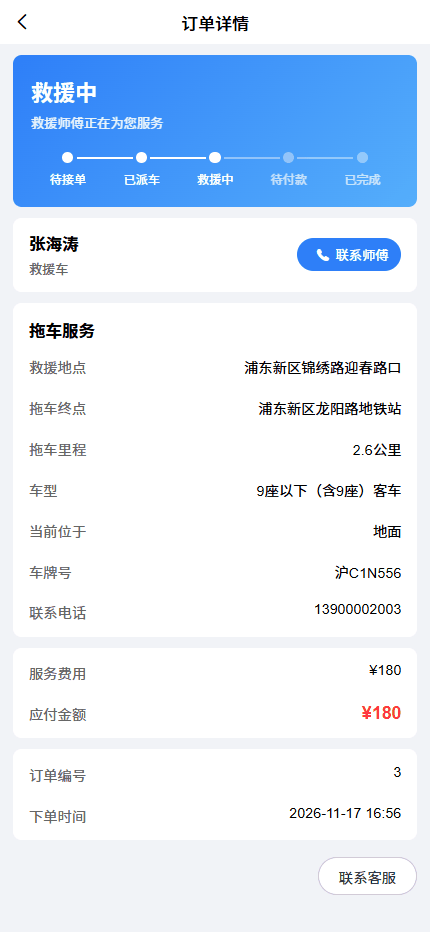 订单详情
救援中
救援师傅正在为您服务
待接单 已派车 救援中 待付款 已完成
张海涛
救援车
联系师傅
拖车服务
救援地点 浦东新区锦绣路迎春路口
拖车终点 浦东新区龙阳路地铁站
拖车里程 2.6公里
车型 9座以下（含9座）客车
当前位于 地面
车牌号 沪C1N556
联系电话 13900002003
服务费用 ¥180
应付金额 ¥180
订单编号 3
下单时间 2026-11-17 16:56
联系客服